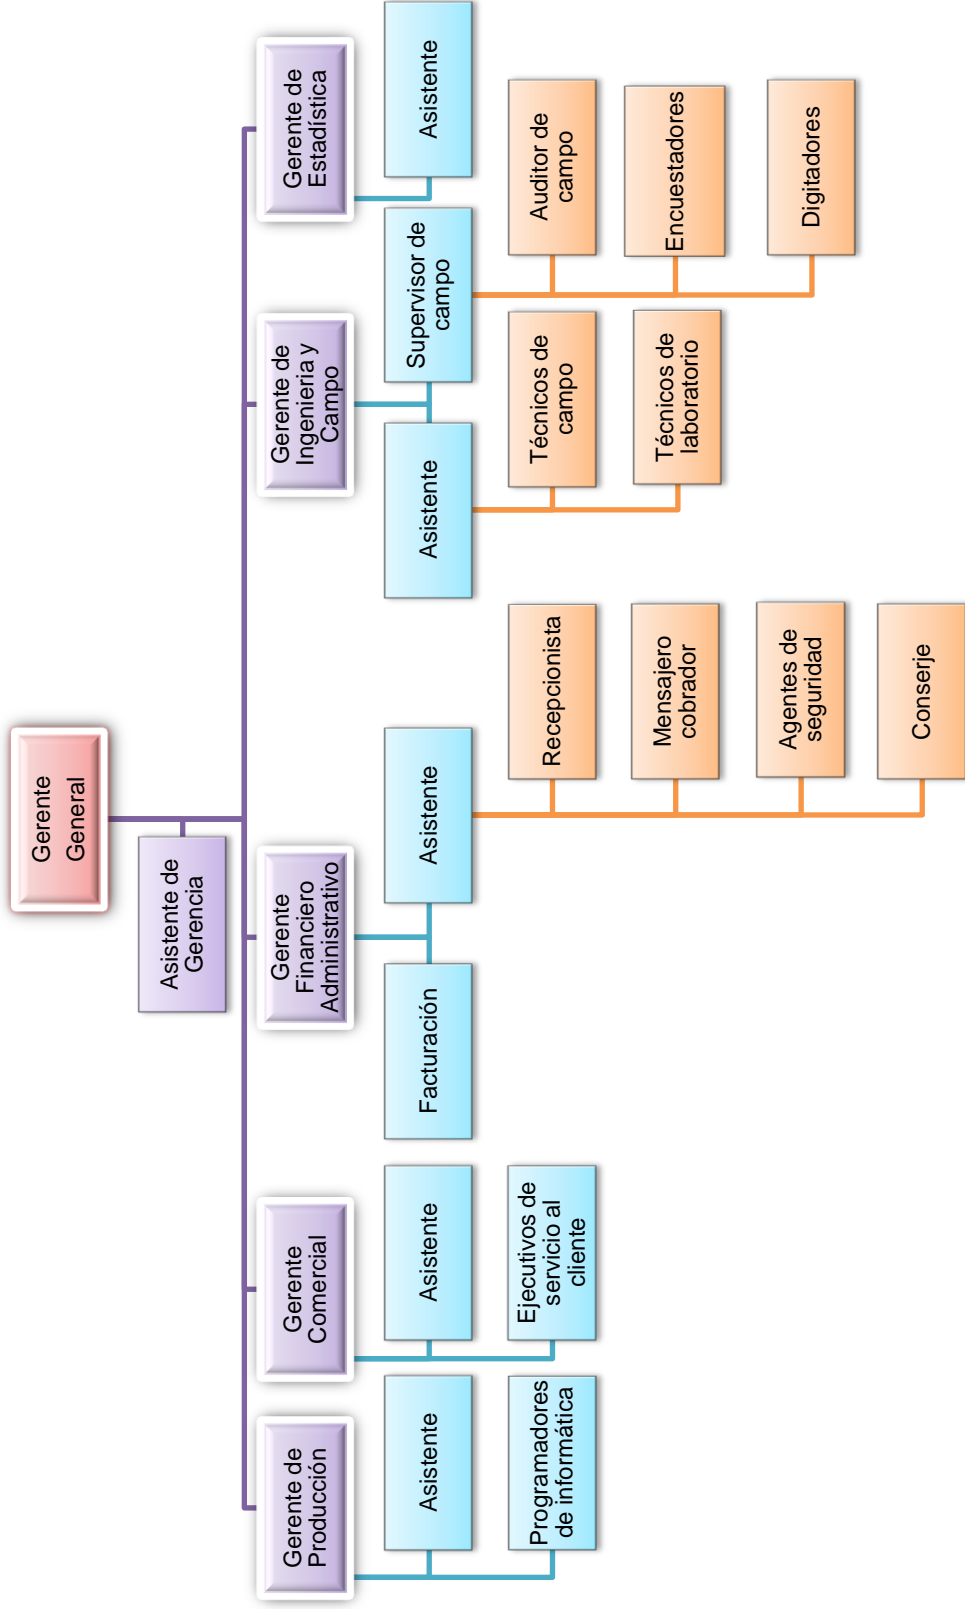 Gerente
General
Asistente de
Gerencia
Gerente de
Producción
Gerente
Comercial
Gerente
Financiero
Administrativo
Gerente de
Ingenieria y
Campo
Gerente de
Estadística
Asistente
Programadores
de informática
Asistente
Ejecutivos de
servicio al
cliente
Facturación
Asistente
Recepcionista
Mensajero
cobrador
Agentes de
seguridad
Conserje
Asistente
Técnicos de
campo
Técnicos de
laboratorio
Supervisor de
campo
Auditor de
campo
Encuestadores
Digitadores
Asistente